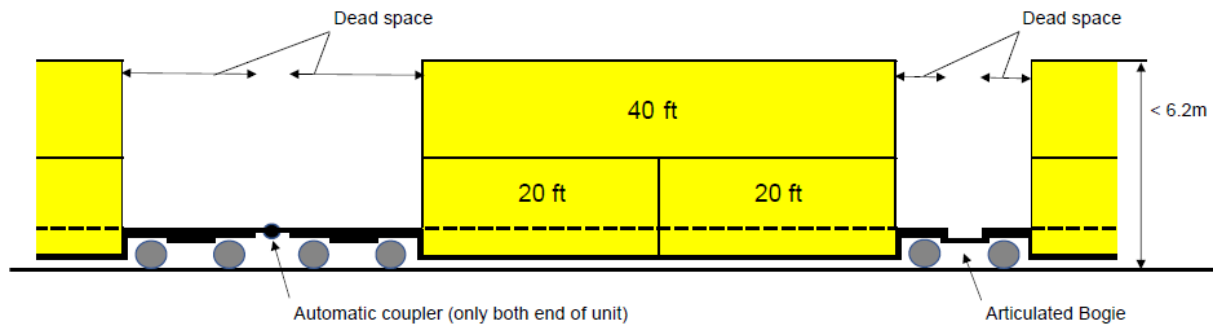 Dead space
Dead space
40 ft
< 6.2m
20 ft
20 ft
Automatic coupler (only both end of unit)
Articulated Bogie